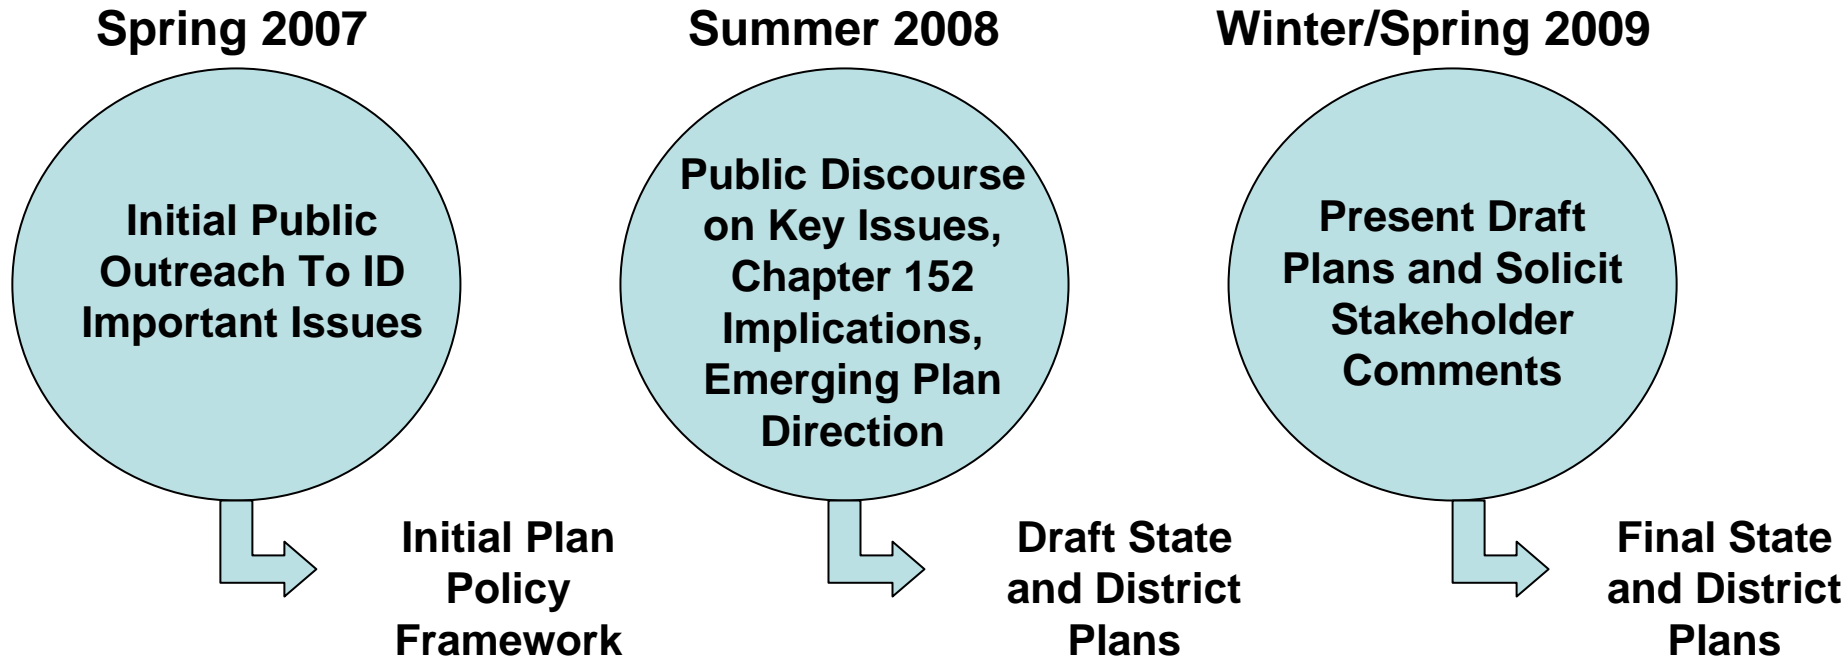 Spring 2007
Initial Public
Outreach To ID
Important Issues
Initial Plan
Policy
Framework
Summer 2008
Public Discourse
on Key Issues,
Chapter 152
Implications,
Emerging Plan
Direction
Draft State
and District
Plans
Winter/Spring 2009
Present Draft
Plans and Solicit
Stakeholder
Comments
Final State
and District
Plans